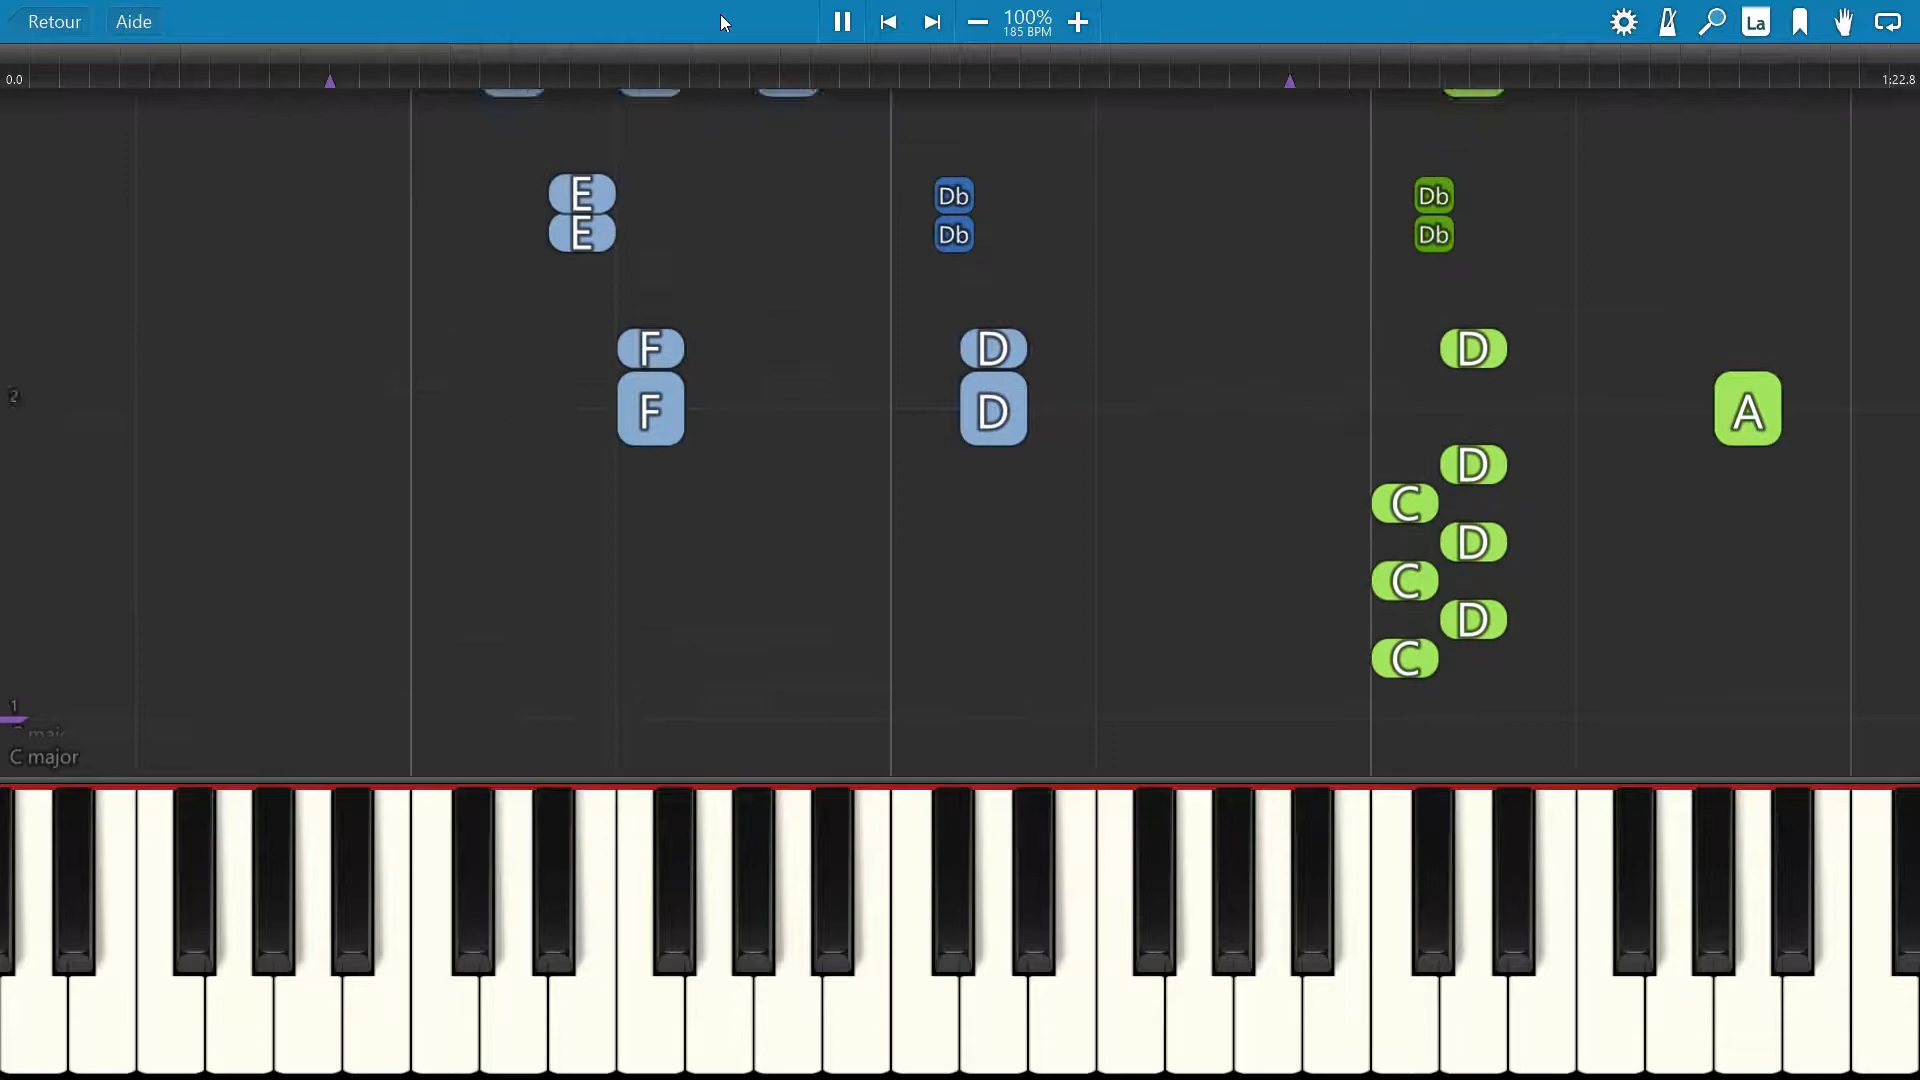 Retour Aide 100% La
185 BPM
0.0 1:22.8
E Db Db
E Db Db
F D D
2 F D A
D
C
D
C
D
C
1
C major